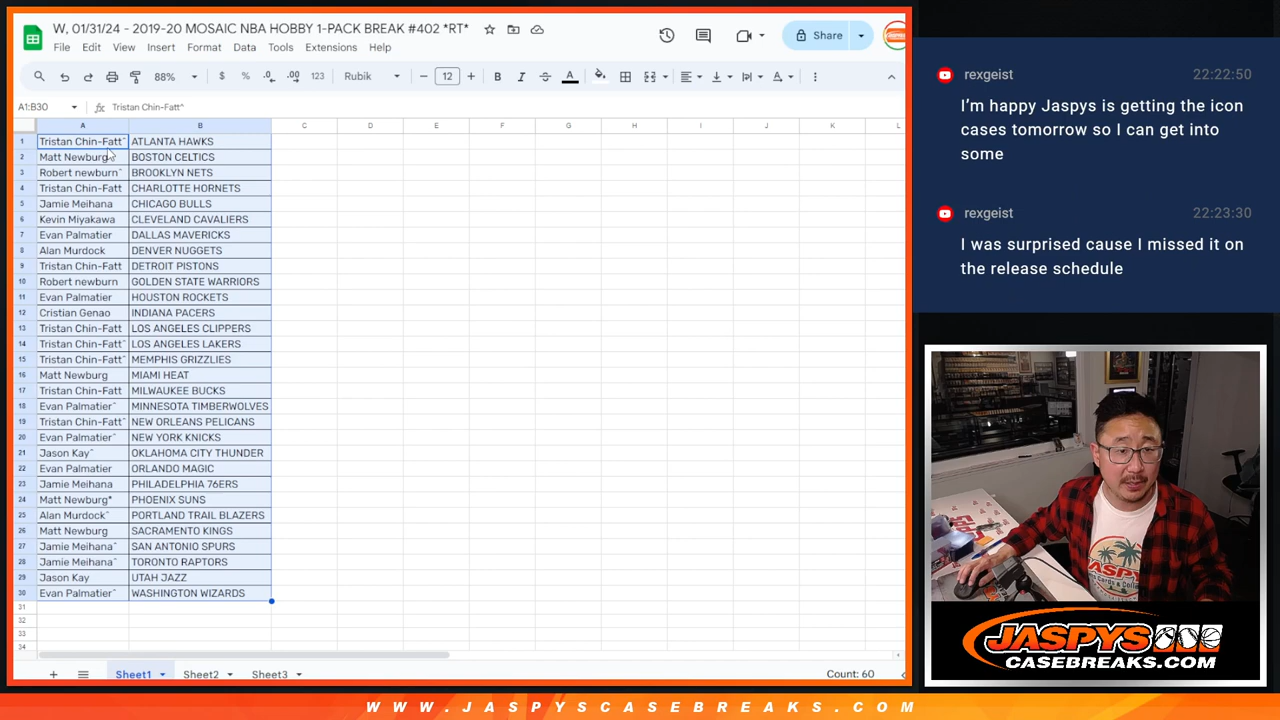 W, 01/31/24 - 2019-20 MOSAIC NBA HOBBY 1-PACK BREAK #402 *RT*
File Edit View Insert Format Data Tools Extensions Help
Share
88% $ % .0 .00 123 Rubik 12
A1:B30 Tristan Chin-Fatt^
A B C D E F G H I J K L
1 Tristan Chin-Fatt^ ATLANTA HAWKS
2 Matt Newburg BOSTON CELTICS
3 Robert newburn^ BROOKLYN NETS
4 Tristan Chin-Fatt CHARLOTTE HORNETS
5 Jamie Meihana CHICAGO BULLS
6 Kevin Miyakawa CLEVELAND CAVALIERS
7 Evan Palmatier DALLAS MAVERICKS
8 Alan Murdock DENVER NUGGETS
9 Tristan Chin-Fatt DETROIT PISTONS
10 Robert newburn GOLDEN STATE WARRIORS
11 Evan Palmatier HOUSTON ROCKETS
12 Cristian Genao INDIANA PACERS
13 Tristan Chin-Fatt LOS ANGELES CLIPPERS
14 Tristan Chin-Fatt^ LOS ANGELES LAKERS
15 Tristan Chin-Fatt^ MEMPHIS GRIZZLIES
16 Matt Newburg MIAMI HEAT
17 Tristan Chin-Fatt MILWAUKEE BUCKS
18 Evan Palmatier^ MINNESOTA TIMBERWOLVES
19 Tristan Chin-Fatt^ NEW ORLEANS PELICANS
20 Evan Palmatier^ NEW YORK KNICKS
21 Jason Kay^ OKLAHOMA CITY THUNDER
22 Evan Palmatier ORLANDO MAGIC
23 Jamie Meihana PHILADELPHIA 76ERS
24 Matt Newburg* PHOENIX SUNS
25 Alan Murdock^ PORTLAND TRAIL BLAZERS
26 Matt Newburg SACRAMENTO KINGS
27 Jamie Meihana^ SAN ANTONIO SPURS
28 Jamie Meihana^ TORONTO RAPTORS
29 Jason Kay UTAH JAZZ
30 Evan Palmatier^ WASHINGTON WIZARDS
31
32
33
34
Sheet1 Sheet2 Sheet3 Count: 60
rexgeist 22:22:50
I'm happy Jaspys is getting the icon
cases tomorrow so I can get into
some
rexgeist 22:23:30
I was surprised cause I missed it on
the release schedule
JASPYS
CASEBREAKS.COM
WWW.JASPYSCASEBREAKS.COM